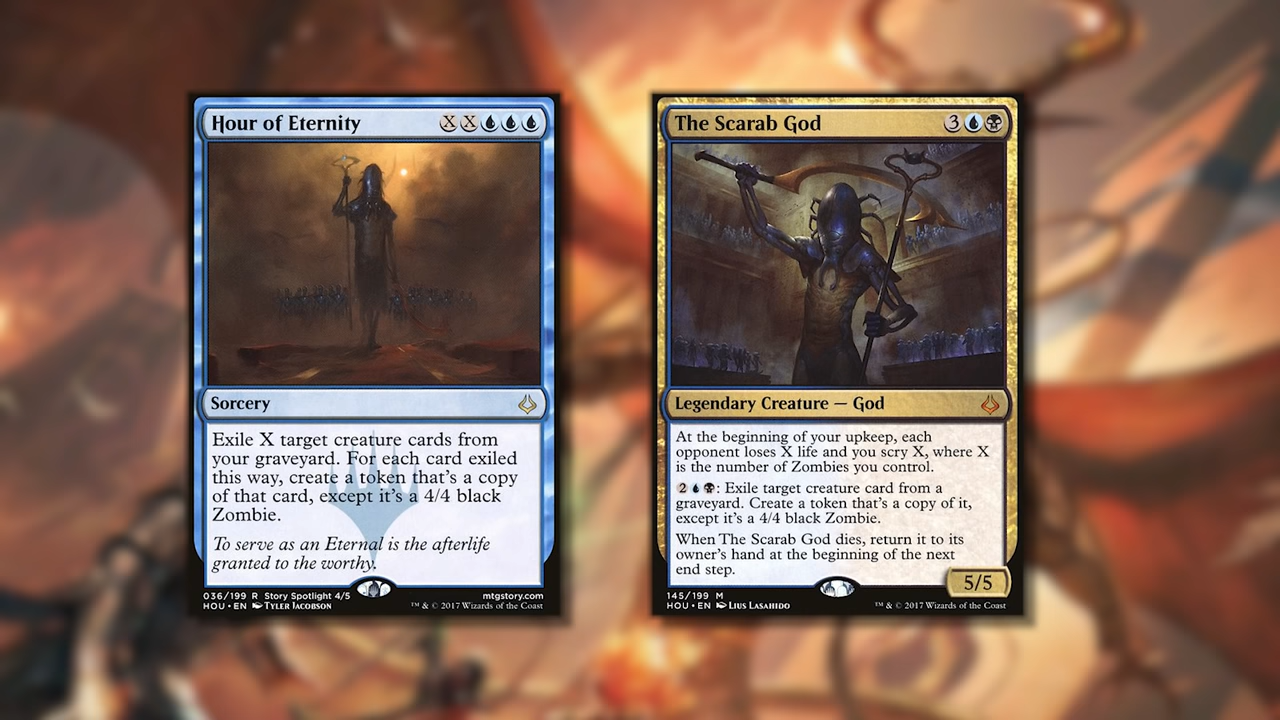 Hour of Eternity X X
Sorcery
Exile X target creature cards from
your graveyard. For each card exiled
this way, create a token that's a copy
of that card, except it's a 4/4 black
Zombie.
To serve as an Eternal is the afterlife
granted to the worthy.
036/199 R Story Spotlight 4/5 mtgstory.com
HOU • EN Tyler Jacobson ™ & © 2017 Wizards of the Coast
The Scarab God 3
Legendary Creature — God
At the beginning of your upkeep, each
opponent loses X life and you scry X, where X
is the number of Zombies you control.
2: Exile target creature card from a
graveyard. Create a token that's a copy of it,
except it's a 4/4 black Zombie.
When The Scarab God dies, return it to its
owner's hand at the beginning of the next
end step.
5/5
145/199 M
HOU • EN Lius Lasahido ™ & © 2017 Wizards of the Coast